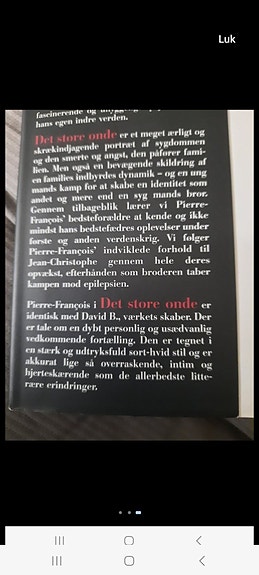 Luk
fascinerende og
hans egen indre verden.
Det store onde er et meget ærligt og
skrækindjagende portræt af sygdommen
og den smerte og angst, den påfører fami-
lien. Men også en bevægende skildring af
en families indbyrdes dynamik – og en ung
mands kamp for at skabe en identitet som
andet og mere end en syg mands bror.
Gennem tilbageblik lærer vi Pierre-
François' bedsteforældre at kende og ikke
mindst hans bedstefædres oplevelser under
første og anden verdenskrig. Vi følger
Pierre-François' indviklede forhold til
Jean-Christophe gennem hele deres
opvækst, efterhånden som broderen taber
kampen mod epilepsien.
Pierre-François i Det store onde er
identisk med David B., værkets skaber. Der
er tale om en dybt personlig og usædvanlig
vedkommende fortælling. Den er tegnet i
en stærk og udtryksfuld sort-hvid stil og er
akkurat lige så overraskende, intim og
hjerteskærende som de allerbedste litte-
rære erindringer.